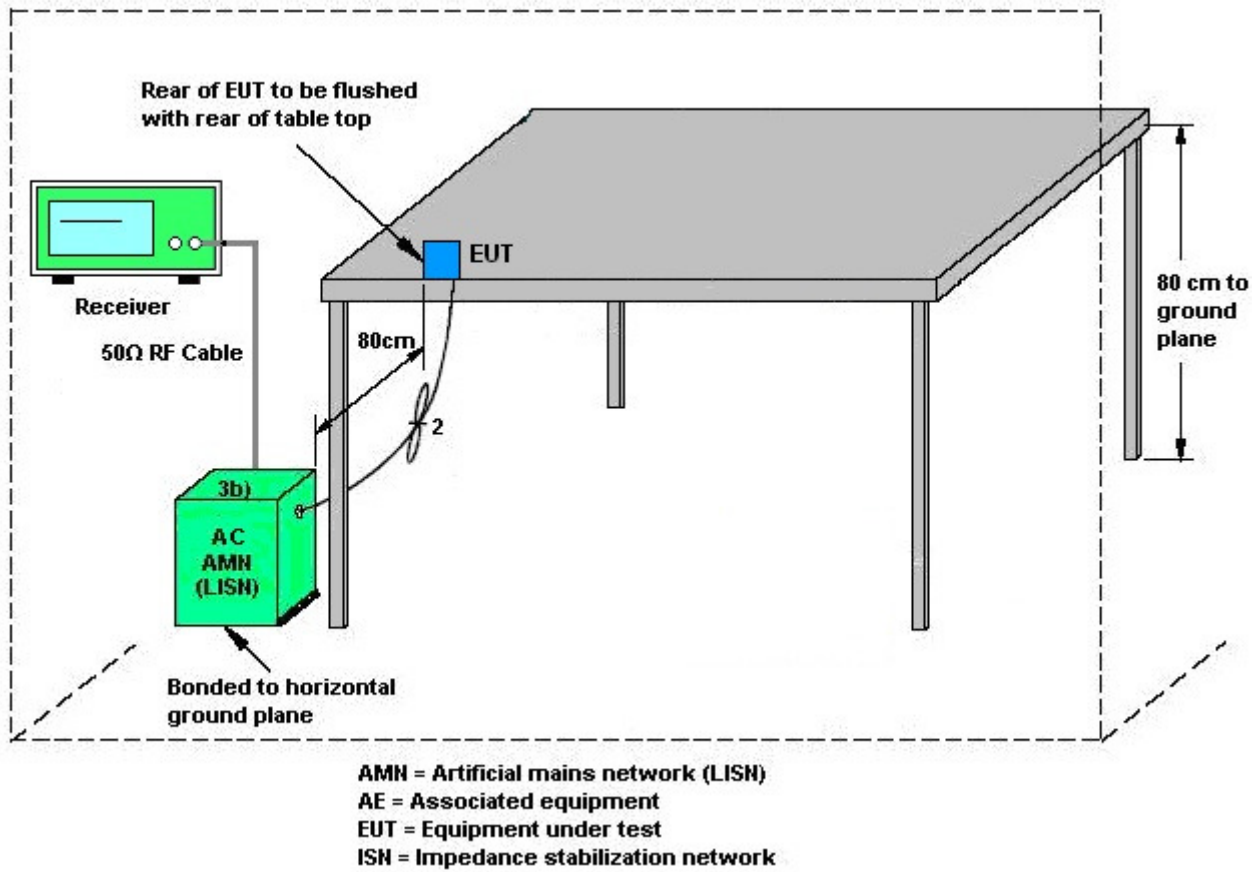 Rear of EUT to be flushed
with rear of table top
EUT
Receiver
50Ω RF Cable
80cm
80 cm to
ground
plane
2
3b)
AC
AMN
(LISN)
Bonded to horizontal
ground plane
AMN = Artificial mains network (LISN)
AE = Associated equipment
EUT = Equipment under test
ISN = Impedance stabilization network